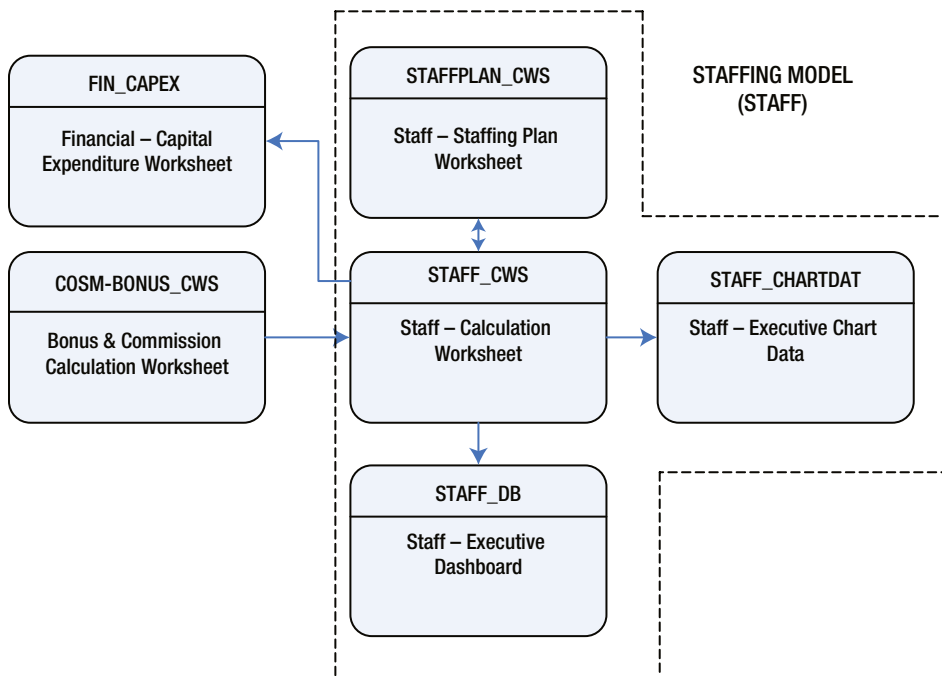 FIN_CAPEX
Financial – Capital
Expenditure Worksheet
STAFFPLAN_CWS
Staff – Staffing Plan
Worksheet
STAFFING MODEL
(STAFF)
COSM-BONUS_CWS
Bonus & Commission
Calculation Worksheet
STAFF_CWS
Staff – Calculation
Worksheet
STAFF_CHARTDAT
Staff – Executive Chart
Data
STAFF_DB
Staff – Executive
Dashboard